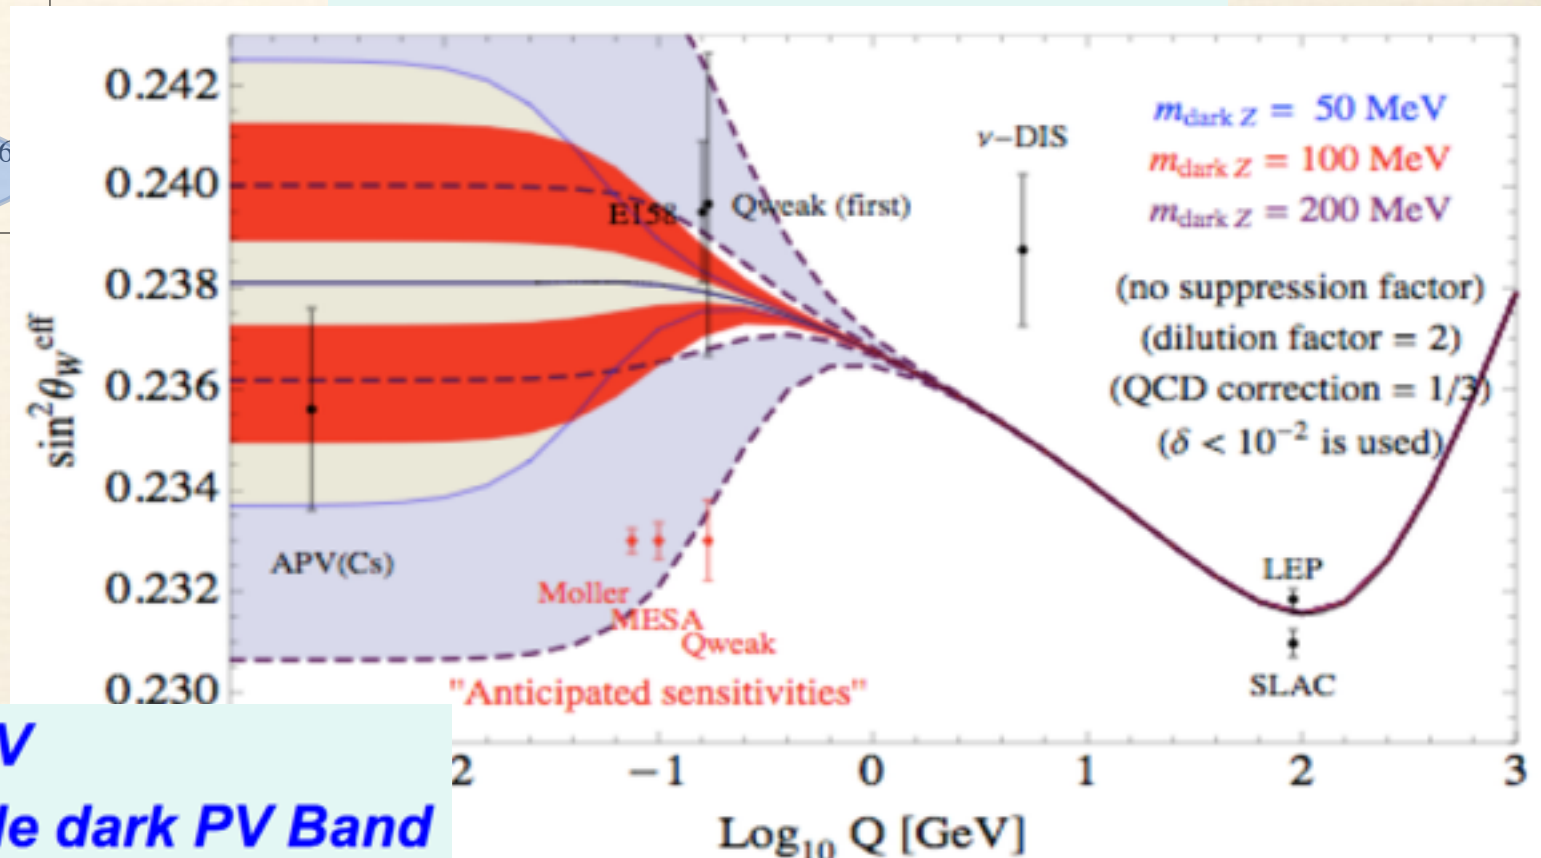 6
0.242
0.240
0.238
0.236
0.234
0.232
0.230
sin²θ_W^eff
m_dark Z = 50 MeV
m_dark Z = 100 MeV
m_dark Z = 200 MeV
ν−DIS
E158
Qweak (first)
(no suppression factor)
(dilution factor = 2)
(QCD correction = 1/3)
(δ < 10⁻² is used)
APV(Cs)
Moller
MESA
Qweak
"Anticipated sensitivities"
LEP
SLAC
2 −1 0 1 2 3
Log₁₀ Q [GeV]
V
dark PV Band